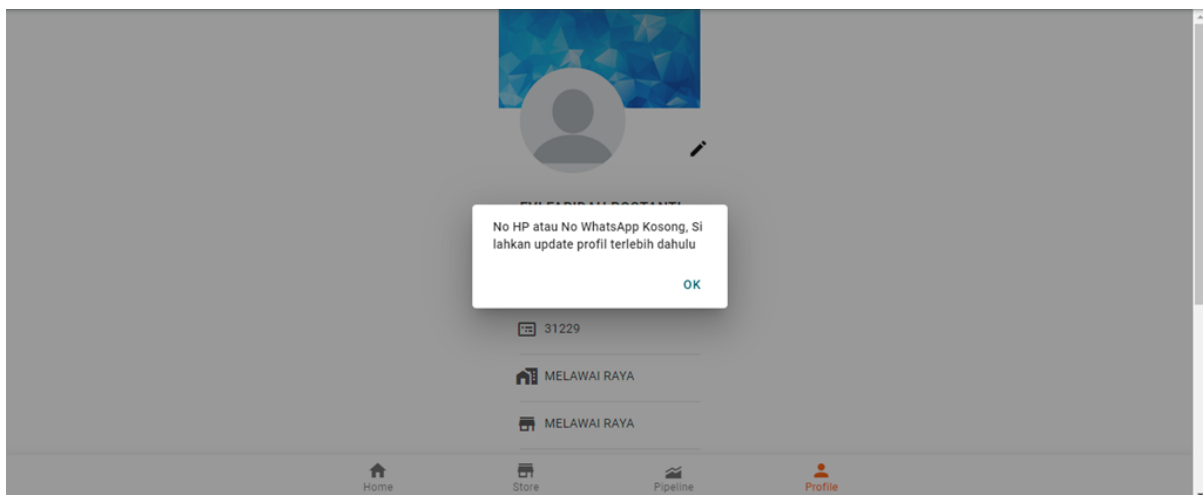 No HP atau No WhatsApp Kosong, Si
lahkan update profil terlebih dahulu
OK
31229
MELAWAI RAYA
MELAWAI RAYA
Home
Store
Pipeline
Profile